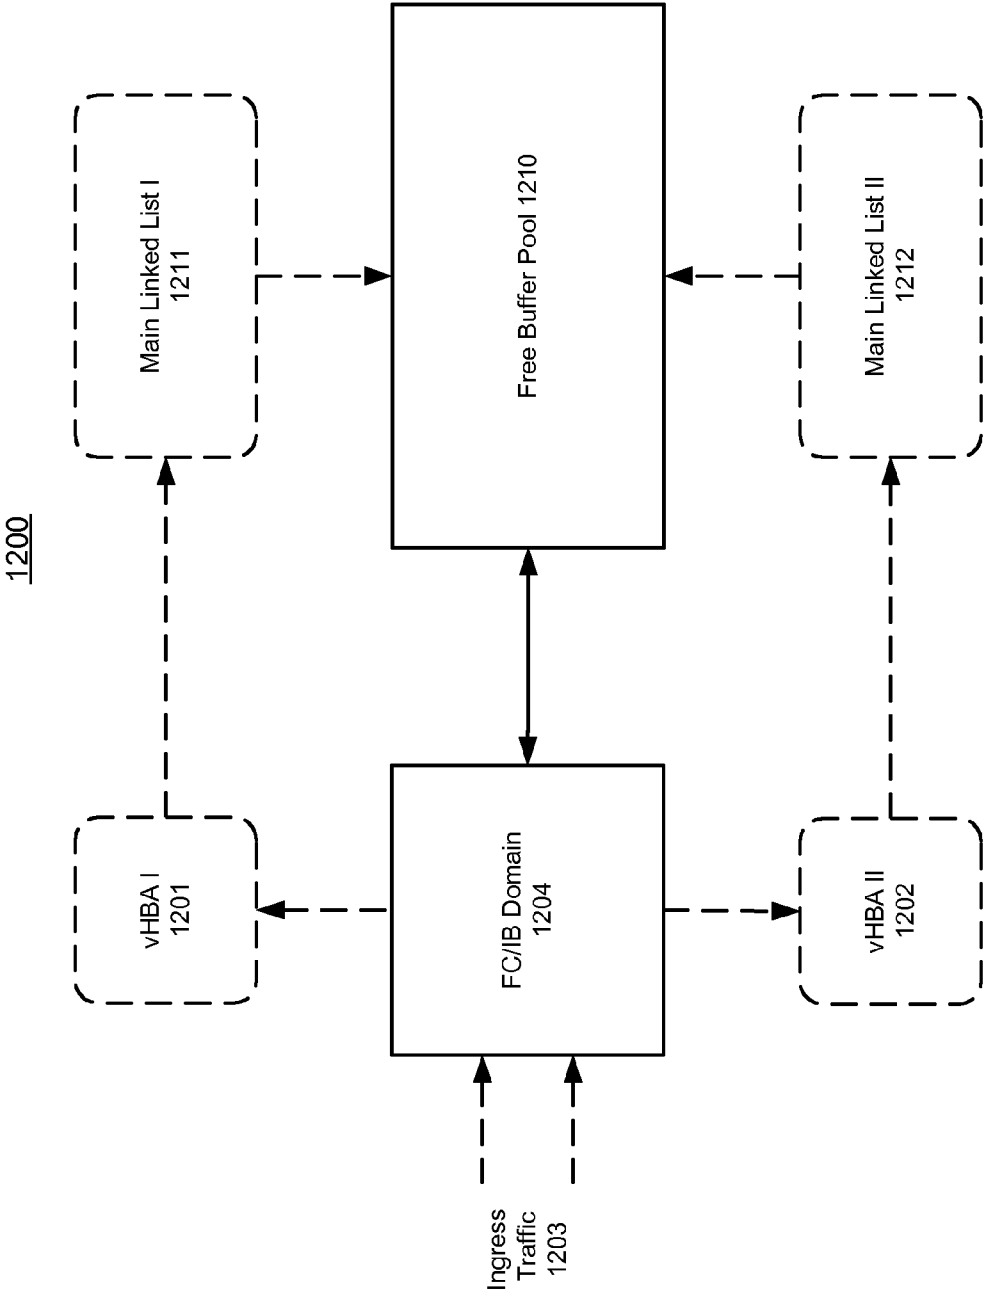 1200
vHBA I
1201
Main Linked List I
1211
Ingress
Traffic
1203
FC/IB Domain
1204
Free Buffer Pool 1210
vHBA II
1202
Main Linked List II
1212